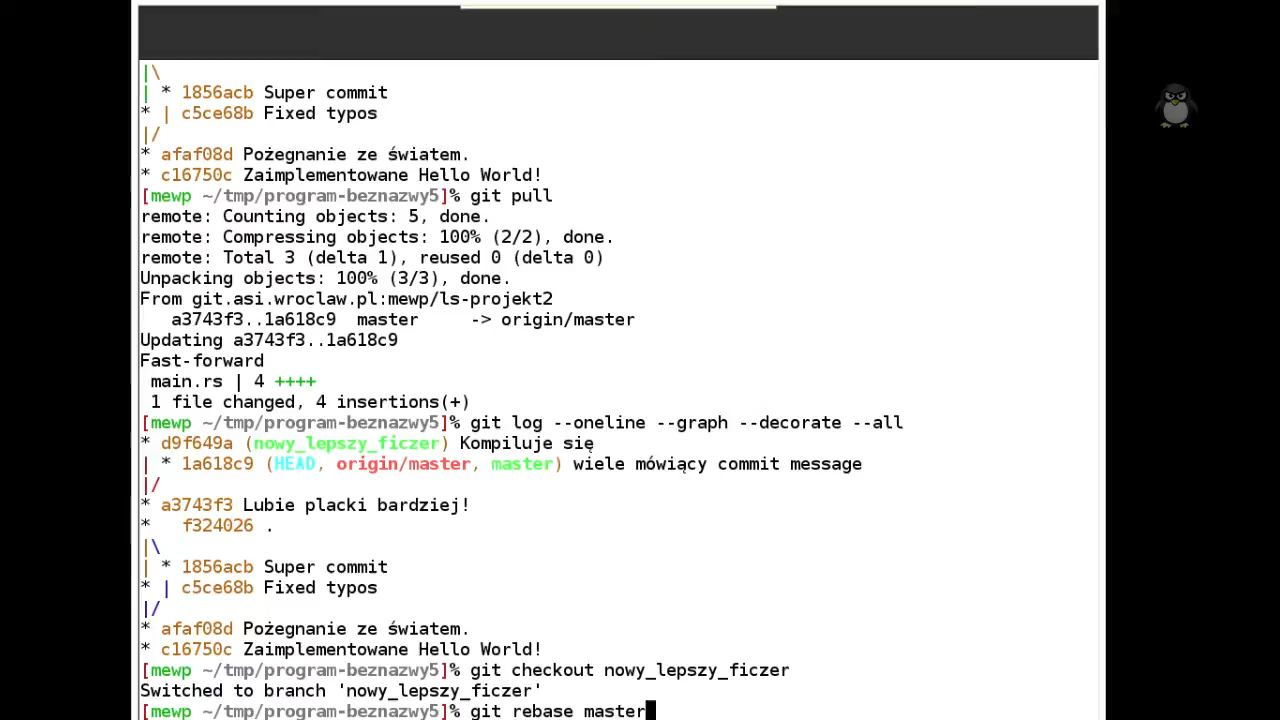 |\
| * 1856acb Super commit
* | c5ce68b Fixed typos
|/
* afaf08d Pożegnanie ze światem.
* c16750c Zaimplementowane Hello World!
[mewp ~/tmp/program-beznazwy5]% git pull
remote: Counting objects: 5, done.
remote: Compressing objects: 100% (2/2), done.
remote: Total 3 (delta 1), reused 0 (delta 0)
Unpacking objects: 100% (3/3), done.
From git.asi.wroclaw.pl:mewp/ls-projekt2
   a3743f3..1a618c9  master     -> origin/master
Updating a3743f3..1a618c9
Fast-forward
 main.rs | 4 ++++
 1 file changed, 4 insertions(+)
[mewp ~/tmp/program-beznazwy5]% git log --oneline --graph --decorate --all
* d9f649a (nowy_lepszy_ficzer) Kompiluje się
| * 1a618c9 (HEAD, origin/master, master) wiele mówiący commit message
|/
* a3743f3 Lubie placki bardziej!
*   f324026 .
|\
| * 1856acb Super commit
* | c5ce68b Fixed typos
|/
* afaf08d Pożegnanie ze światem.
* c16750c Zaimplementowane Hello World!
[mewp ~/tmp/program-beznazwy5]% git checkout nowy_lepszy_ficzer
Switched to branch 'nowy_lepszy_ficzer'
[mewp ~/tmp/program-beznazwy5]% git rebase master